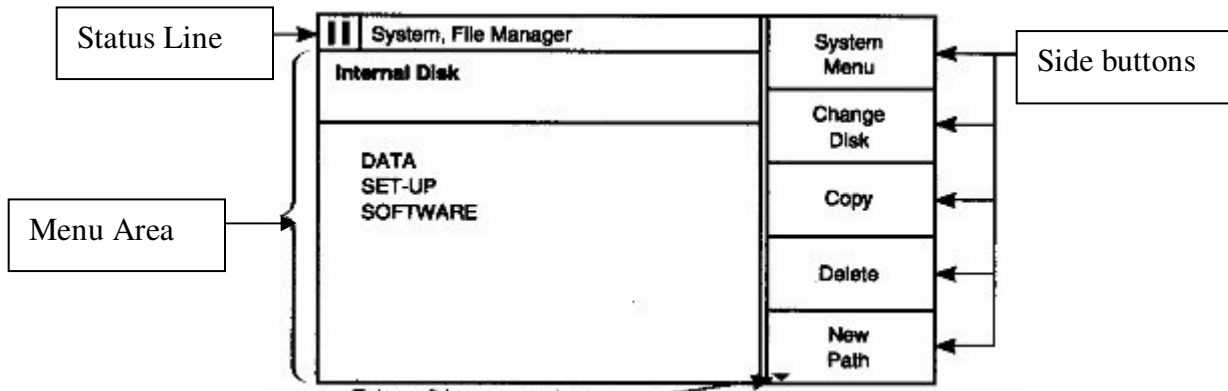 Status Line
System, File Manager
Internal Disk
DATA
SET-UP
SOFTWARE
Menu Area
System
Menu
Change
Disk
Copy
Delete
New
Path
Side buttons